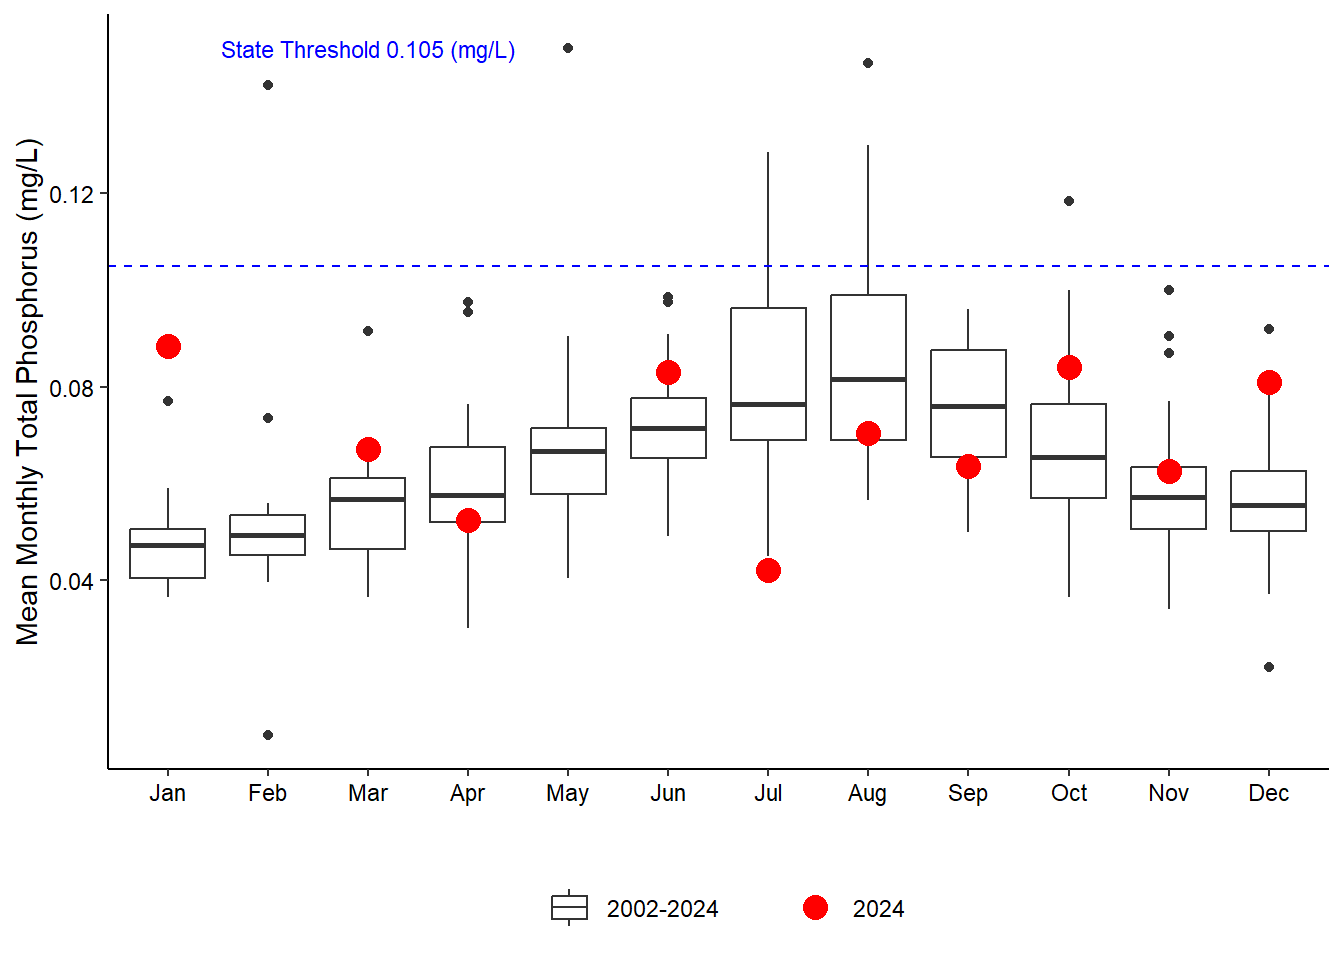 State Threshold 0.105 (mg/L)
Mean Monthly Total Phosphorus (mg/L)
0.12
0.08
0.04
Jan Feb Mar Apr May Jun Jul Aug Sep Oct Nov Dec
2002-2024 2024